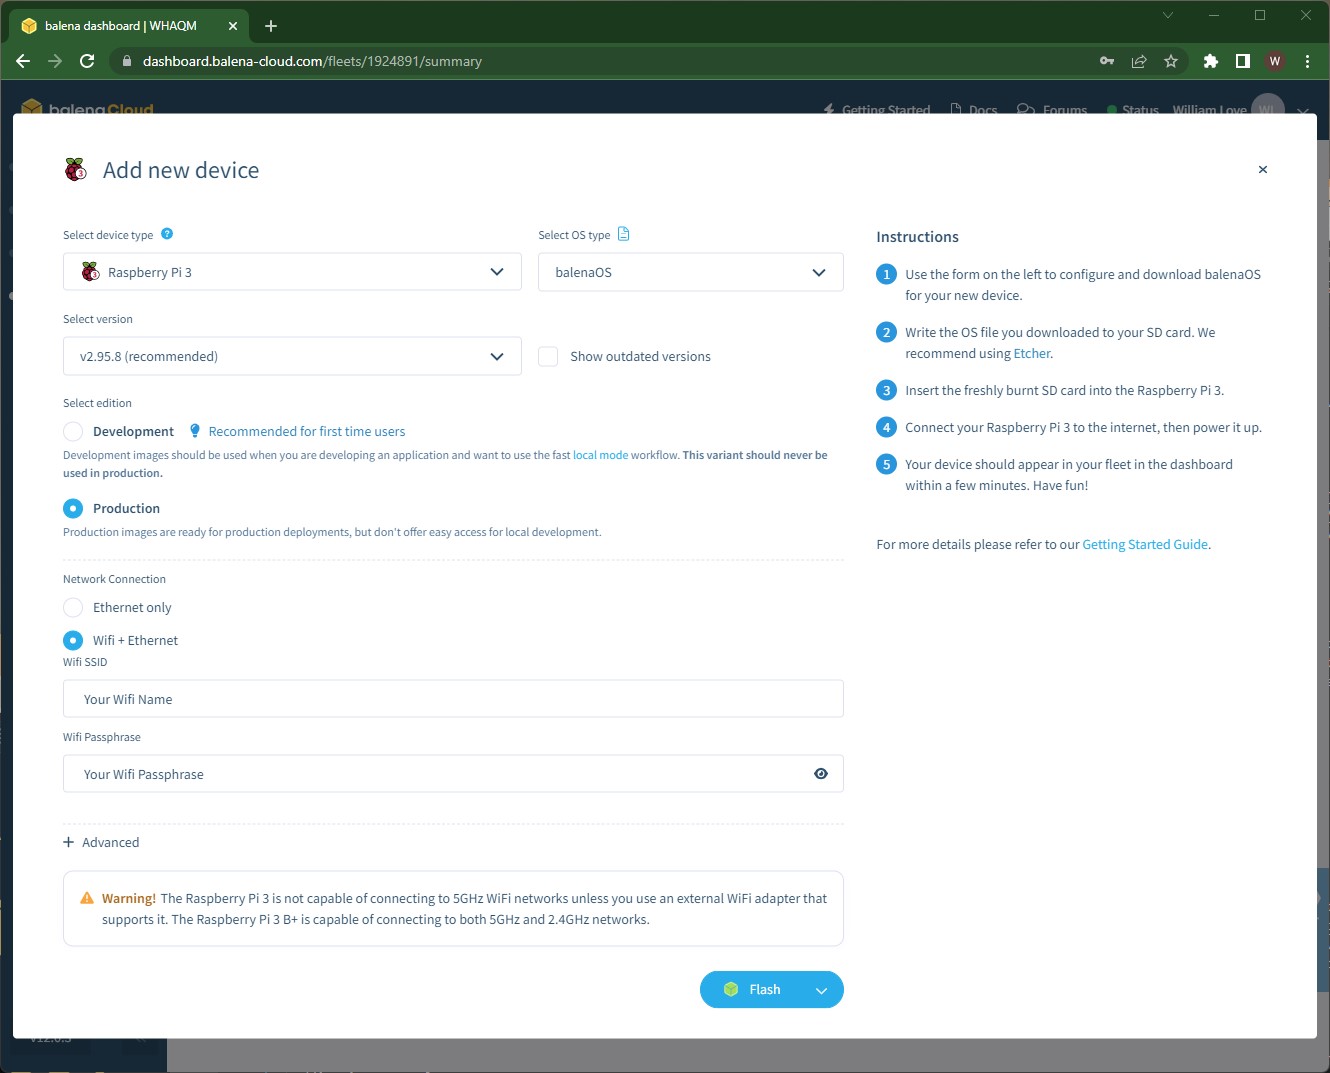 balena dashboard | WHAQM
dashboard.balena-cloud.com/fleets/1924891/summary
W
balenaCloud
Getting Started
Docs
Forums
Status
William Love
WL
Add new device
Select device type ?
Select OS type
3 Raspberry Pi 3
balenaOS
Select version
v2.95.8 (recommended)
Show outdated versions
Select edition
Development
Recommended for first time users
Development images should be used when you are developing an application and want to use the fast local mode workflow. This variant should never be
used in production.
Production
Production images are ready for production deployments, but don't offer easy access for local development.
Network Connection
Ethernet only
Wifi + Ethernet
Wifi SSID
Your Wifi Name
Wifi Passphrase
Your Wifi Passphrase
+ Advanced
Warning! The Raspberry Pi 3 is not capable of connecting to 5GHz WiFi networks unless you use an external WiFi adapter that
supports it. The Raspberry Pi 3 B+ is capable of connecting to both 5GHz and 2.4GHz networks.
Flash
Instructions
1 Use the form on the left to configure and download balenaOS
for your new device.
2 Write the OS file you downloaded to your SD card. We
recommend using Etcher.
3 Insert the freshly burnt SD card into the Raspberry Pi 3.
4 Connect your Raspberry Pi 3 to the internet, then power it up.
5 Your device should appear in your fleet in the dashboard
within a few minutes. Have fun!
For more details please refer to our Getting Started Guide.